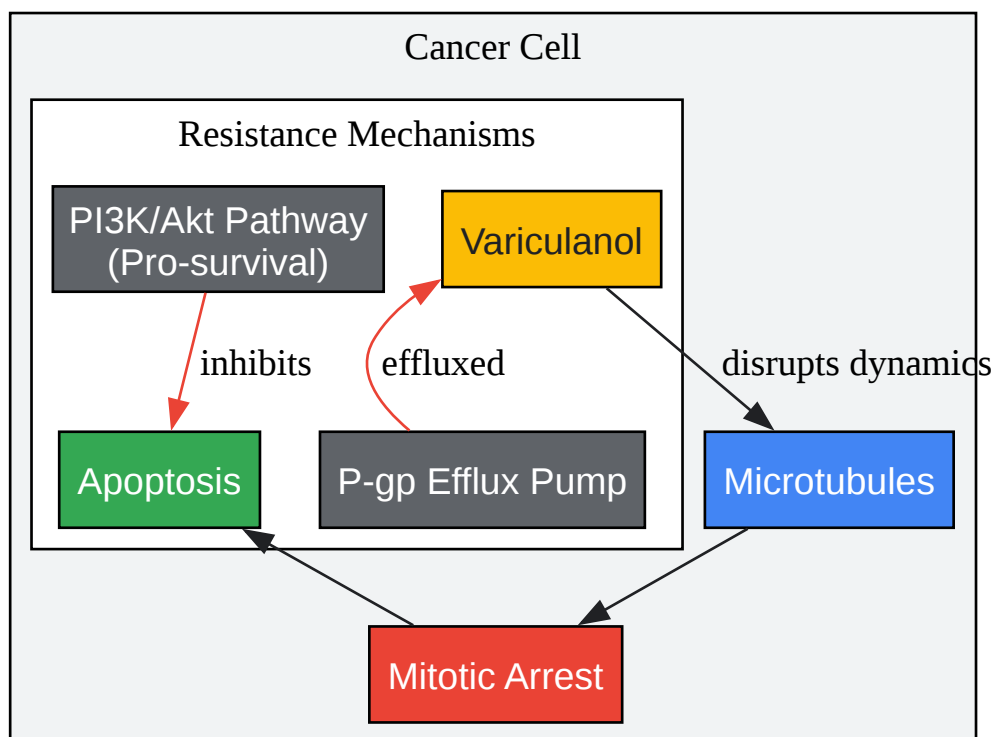 Cancer Cell
Resistance Mechanisms
PI3K/Akt Pathway
(Pro-survival)
Variculanol
inhibits
effluxed
disrupts dynamics
Apoptosis
P-gp Efflux Pump
Microtubules
Mitotic Arrest